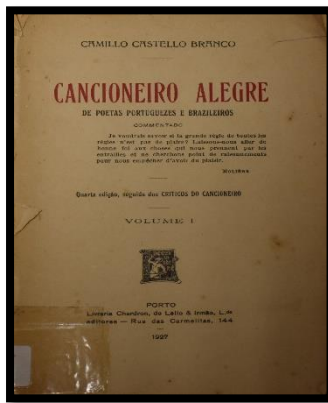 CAMILLO CASTELLO BRANCO
CANCIONEIRO ALEGRE
DE POETAS PORTUGUEZES E BRAZILEIROS
COMMENTADO
Je voudrais savoir si la grande règle de toutes les
règles n'est pas de plaire? Laissons-nous aller de
bonne foi aux choses qui nous prennent par les
entrailles et ne cherchons point de raisonnements
pour nous empêcher d'avoir du plaisir.
MOLIÈRE
Quarta edição, seguida dos CRITICOS DO CANCIONEIRO
VOLUME I
PORTO
Livraria Chardron, de Lello & Irmão, L.da
editores — Rua das Carmelitas, 144
1927